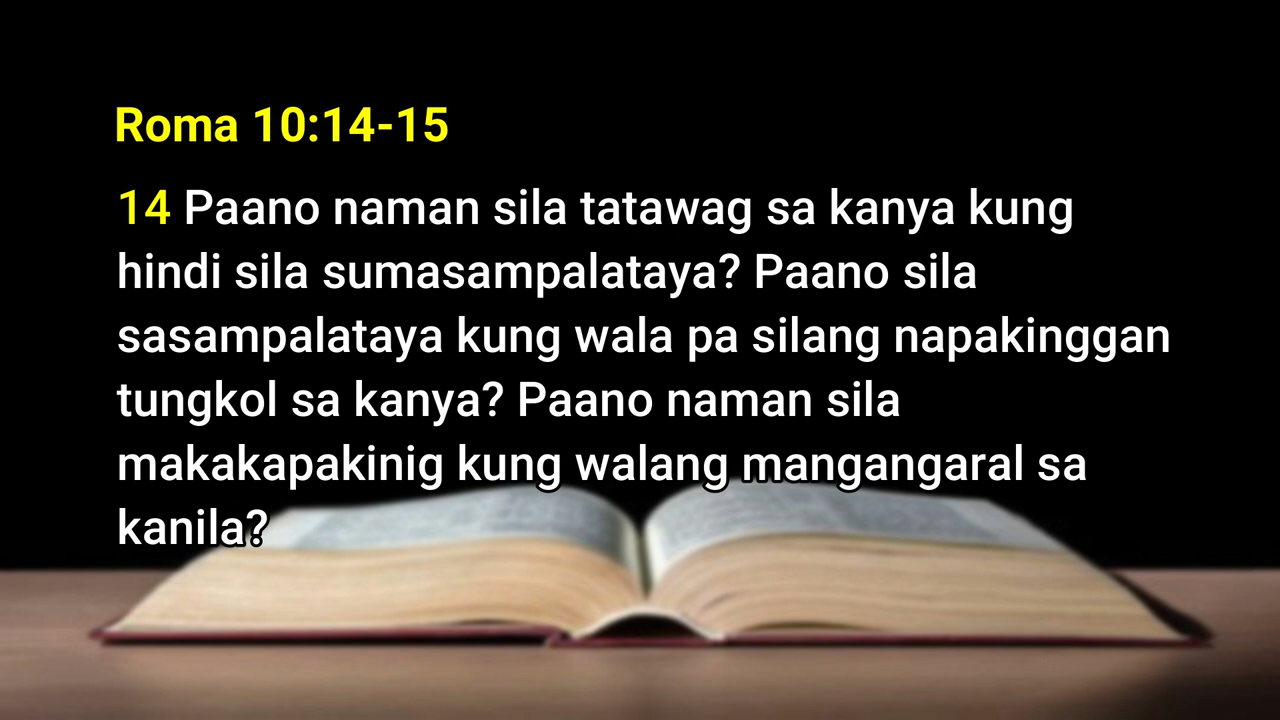 Roma 10:14-15
14 Paano naman sila tatawag sa kanya kung
hindi sila sumasampalataya? Paano sila
sasampalataya kung wala pa silang napakinggan
tungkol sa kanya? Paano naman sila
makakapakinig kung walang mangangaral sa
kanila?